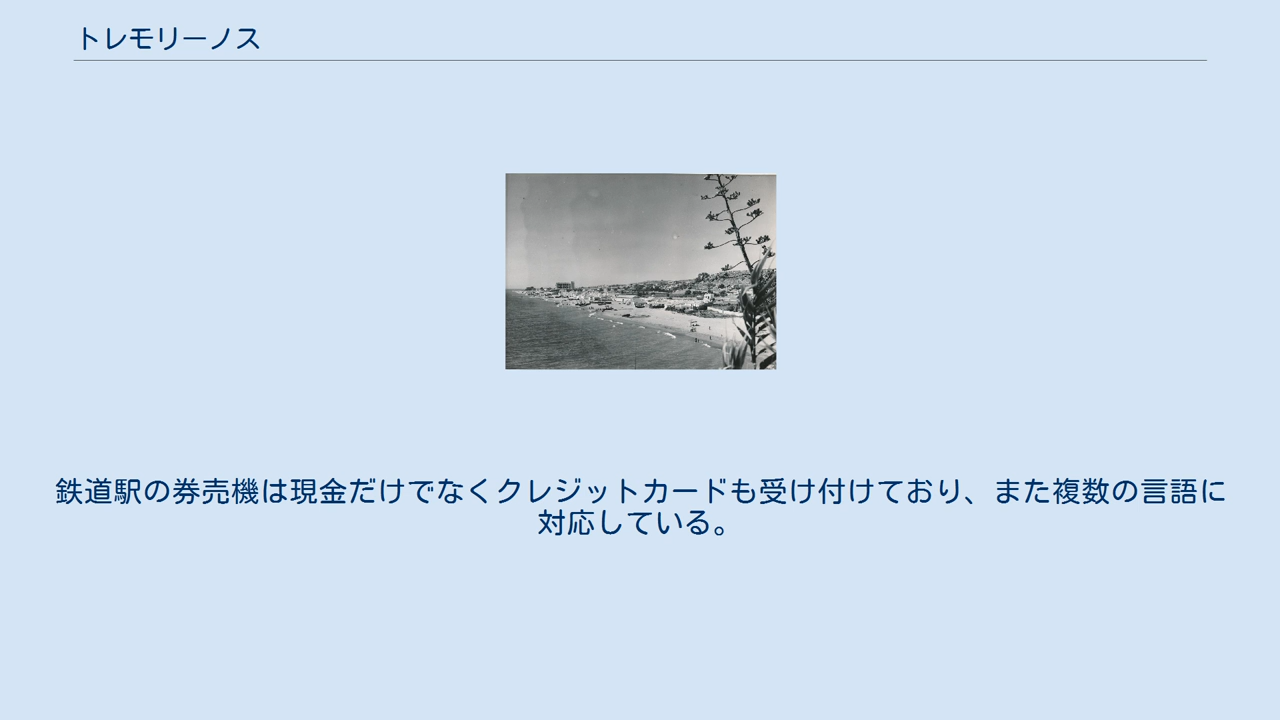 トレモリーノス
鉄道駅の券売機は現金だけでなくクレジットカードも受け付けており、また複数の言語に
対応している。